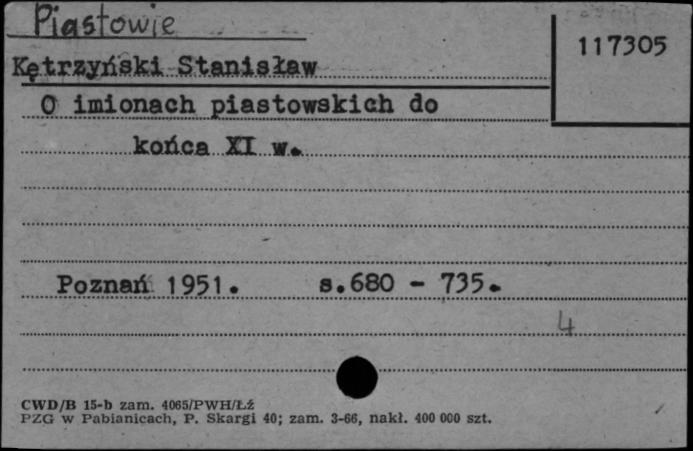 Piastowie
117305
Kętrzyński Stanisław
O imionach piastowskich do
końca XI w.
Poznań 1951. s.680 - 735.
4
CWD/B 15-b zam. 4065/PWH/Łź
PZG w Pabianicach, P. Skargi 40; zam. 3-66, nakł. 400 000 szt.